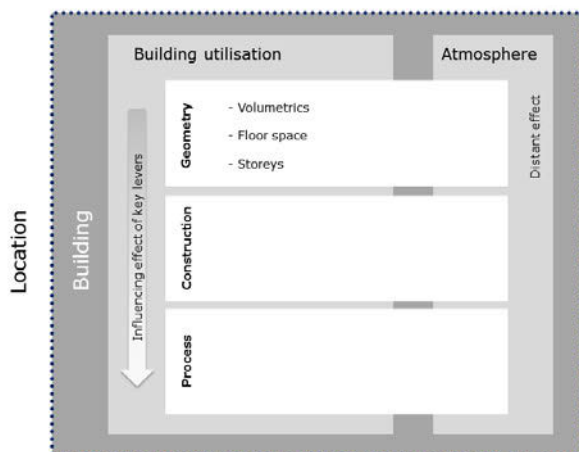 Building utilisation
Atmosphere
Geometry
- Volumetrics
- Floor space
- Storeys
Distant effect
Location
Building
Influencing effect of key levers
Construction
Process